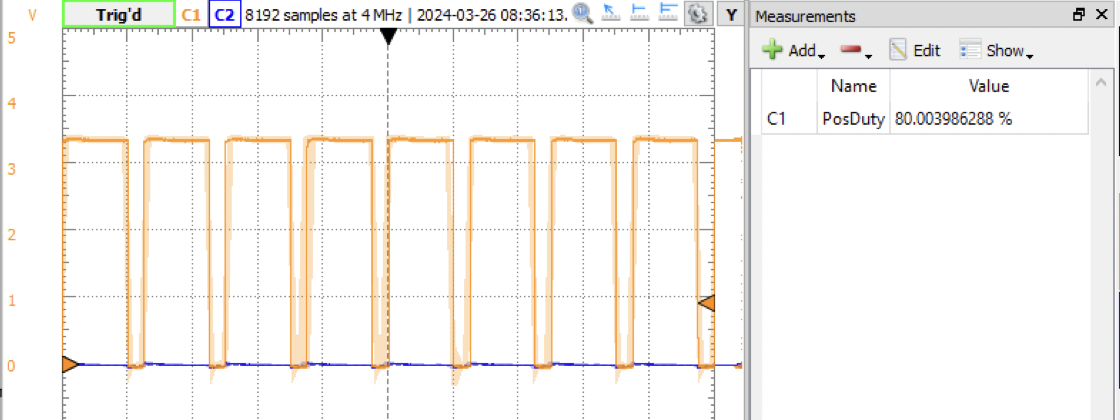 V Trig'd C1 C2 8192 samples at 4 MHz | 2024-03-26 08:36:13. Y
5
4
3
2
1
0
Measurements
Add Edit Show
Name Value
C1 PosDuty 80.003986288 %